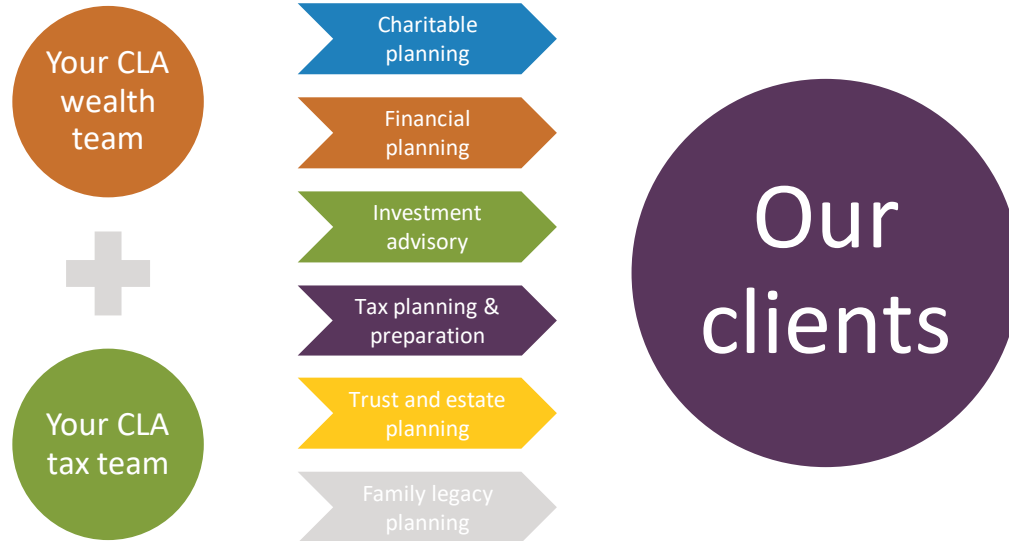 Your CLA
wealth
team
Your CLA
tax team
Charitable
planning
Financial
planning
Investment
advisory
Tax planning &
preparation
Trust and estate
planning
Family legacy
planning
Our
clients